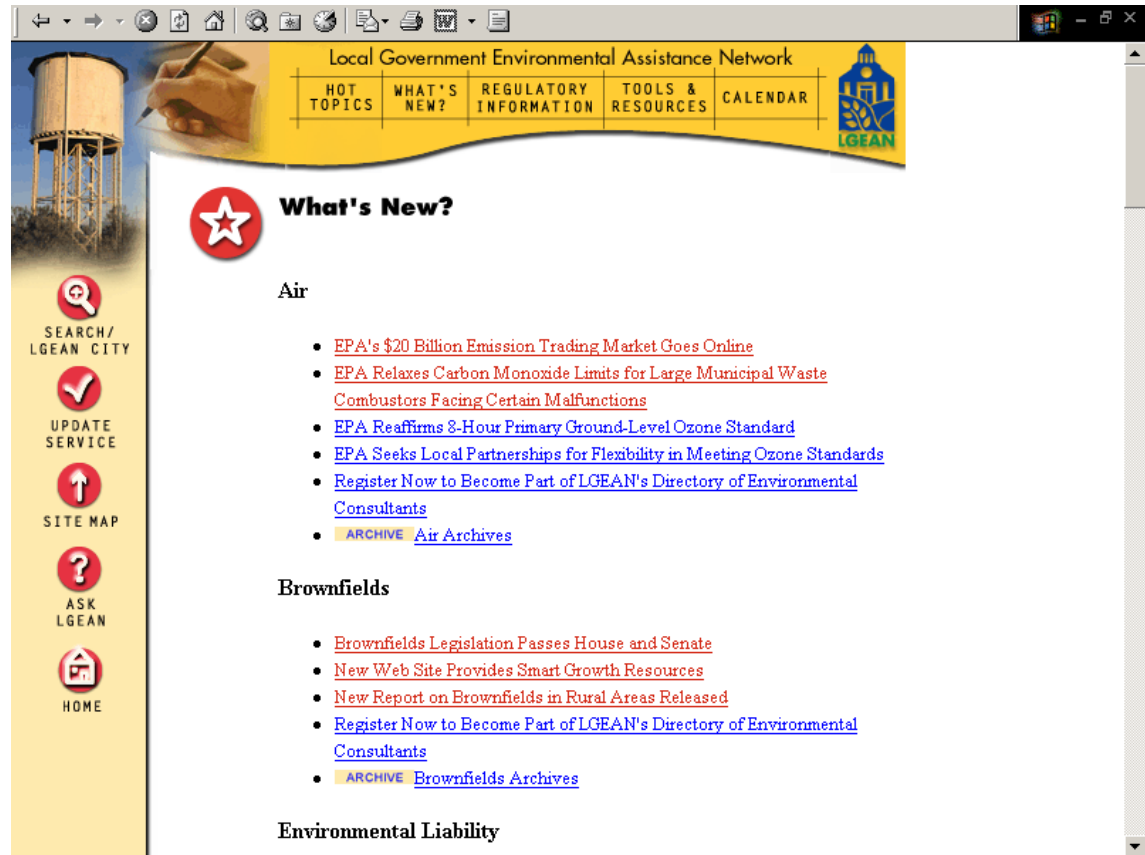 Local Government Environmental Assistance Network
HOT TOPICS
WHAT'S NEW?
REGULATORY INFORMATION
TOOLS & RESOURCES
CALENDAR
LGEAN
What's New?
SEARCH/
LGEAN CITY
UPDATE
SERVICE
SITE MAP
ASK
LGEAN
HOME
Air
EPA's $20 Billion Emission Trading Market Goes Online
EPA Relaxes Carbon Monoxide Limits for Large Municipal Waste
Combustors Facing Certain Malfunctions
EPA Reaffirms 8-Hour Primary Ground-Level Ozone Standard
EPA Seeks Local Partnerships for Flexibility in Meeting Ozone Standards
Register Now to Become Part of LGEAN's Directory of Environmental
Consultants
ARCHIVE Air Archives
Brownfields
Brownfields Legislation Passes House and Senate
New Web Site Provides Smart Growth Resources
New Report on Brownfields in Rural Areas Released
Register Now to Become Part of LGEAN's Directory of Environmental
Consultants
ARCHIVE Brownfields Archives
Environmental Liability